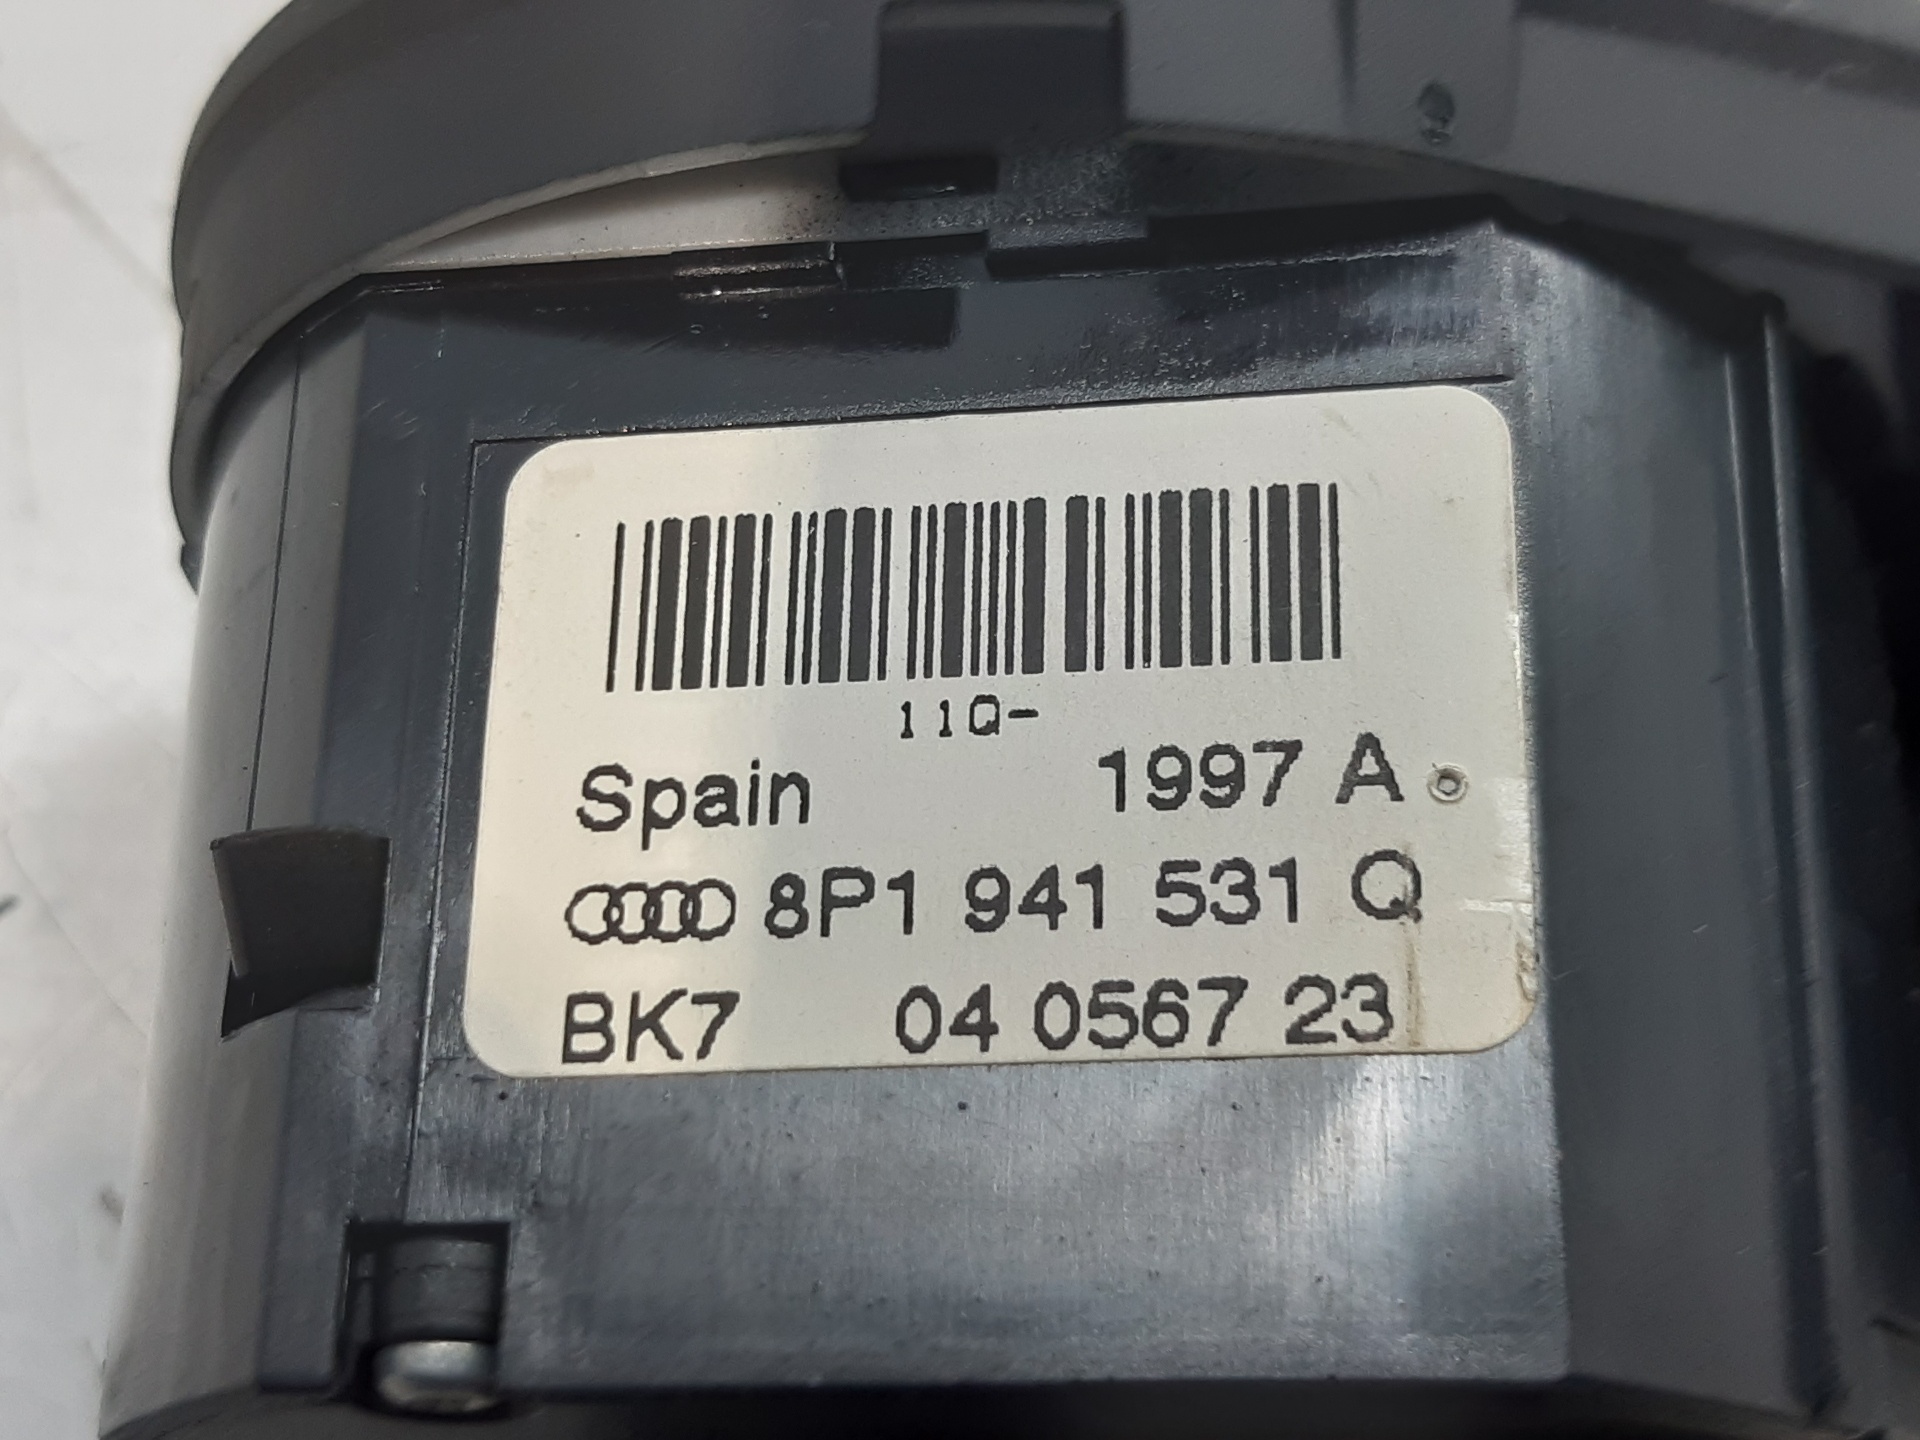 11Q-
Spain 1997 A
8P1 941 531 Q
BK7 04 0567 23